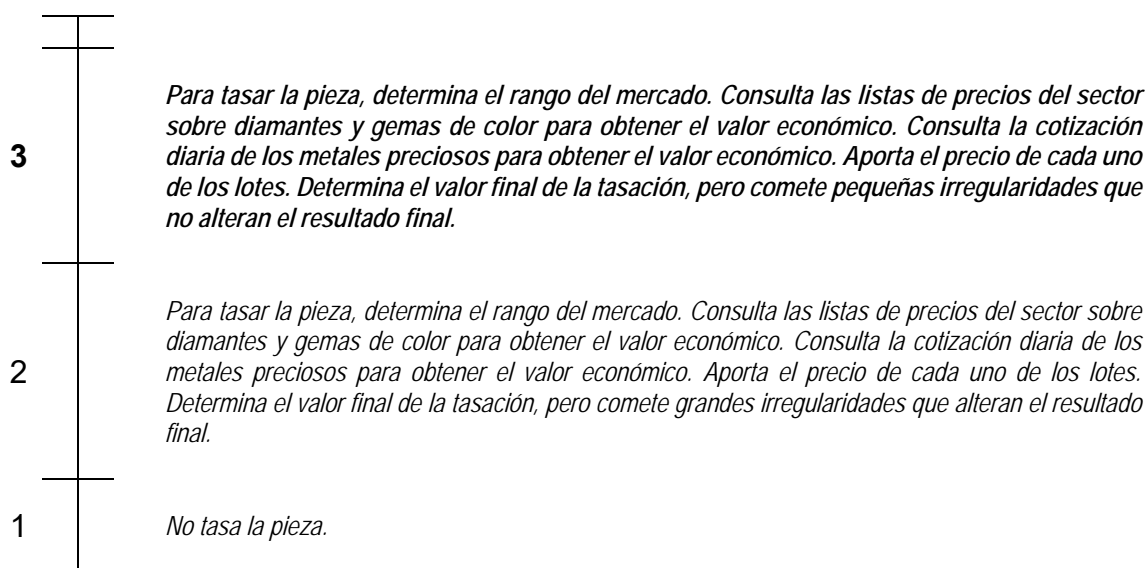 3
Para tasar la pieza, determina el rango del mercado. Consulta las listas de precios del sector
sobre diamantes y gemas de color para obtener el valor económico. Consulta la cotización
diaria de los metales preciosos para obtener el valor económico. Aporta el precio de cada uno
de los lotes. Determina el valor final de la tasación, pero comete pequeñas irregularidades que
no alteran el resultado final.
2
Para tasar la pieza, determina el rango del mercado. Consulta las listas de precios del sector sobre
diamantes y gemas de color para obtener el valor económico. Consulta la cotización diaria de los
metales preciosos para obtener el valor económico. Aporta el precio de cada uno de los lotes.
Determina el valor final de la tasación, pero comete grandes irregularidades que alteran el resultado
final.
1
No tasa la pieza.